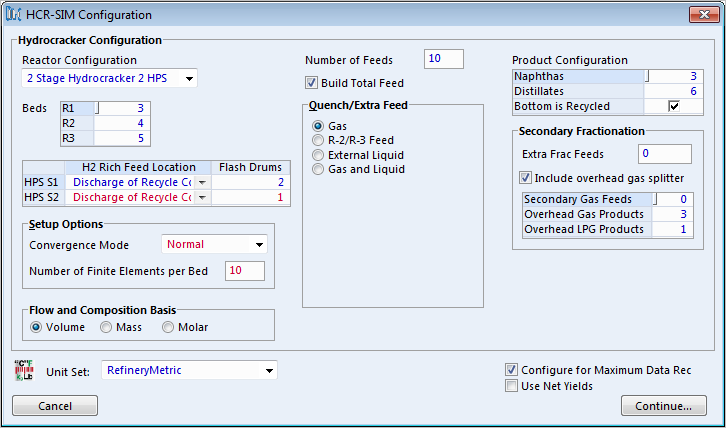 HCR-SIM Configuration
Hydrocracker Configuration
Reactor Configuration
2 Stage Hydrocracker 2 HPS
Beds
R1 3
R2 4
R3 5
H2 Rich Feed Location Flash Drums
HPS S1 Discharge of Recycle Cc 2
HPS S2 Discharge of Recycle Cc 1
Setup Options
Convergence Mode Normal
Number of Finite Elements per Bed 10
Flow and Composition Basis
Volume Mass Molar
Number of Feeds 10
Build Total Feed
Quench/Extra Feed
Gas
R-2/R-3 Feed
External Liquid
Gas and Liquid
Product Configuration
Naphthas 3
Distillates 6
Bottom is Recycled
Secondary Fractionation
Extra Frac Feeds 0
Include overhead gas splitter
Secondary Gas Feeds 0
Overhead Gas Products 3
Overhead LPG Products 1
Unit Set: RefineryMetric
Configure for Maximum Data Rec
Use Net Yields
Cancel
Continue...